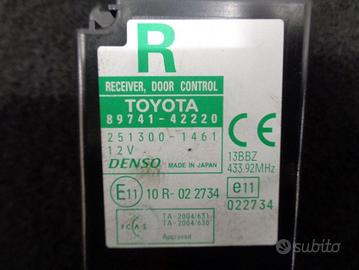 R
RECEIVER, DOOR CONTROL
TOYOTA
89741-42220
251300-1461
12V
DENSO MADE IN JAPAN
CE
13BBZ
433.92MHz
E11 10 R-02 2734
e11
022734
TA-2004/631
TA-2004/630
Approved
subito